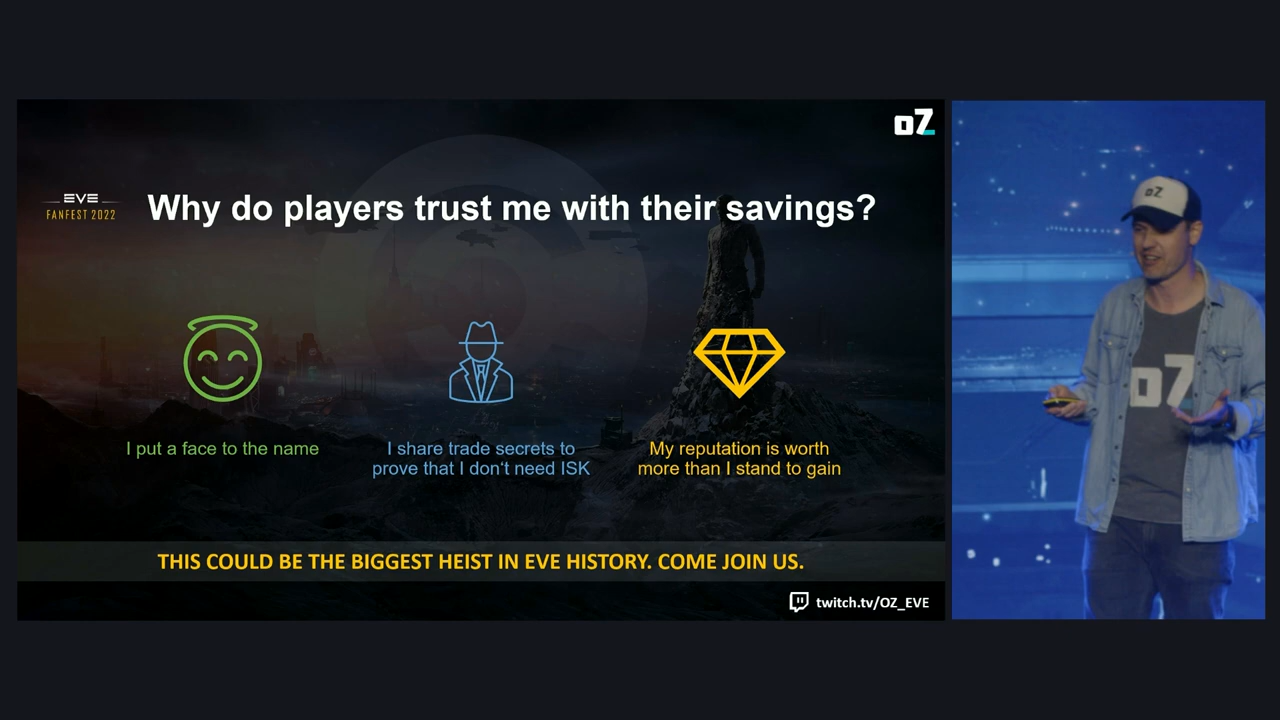 oZ
EVE
FANFEST 2022
Why do players trust me with their savings?
I put a face to the name
I share trade secrets to
prove that I don't need ISK
My reputation is worth
more than I stand to gain
THIS COULD BE THE BIGGEST HEIST IN EVE HISTORY. COME JOIN US.
twitch.tv/OZ_EVE
oZ
oZ